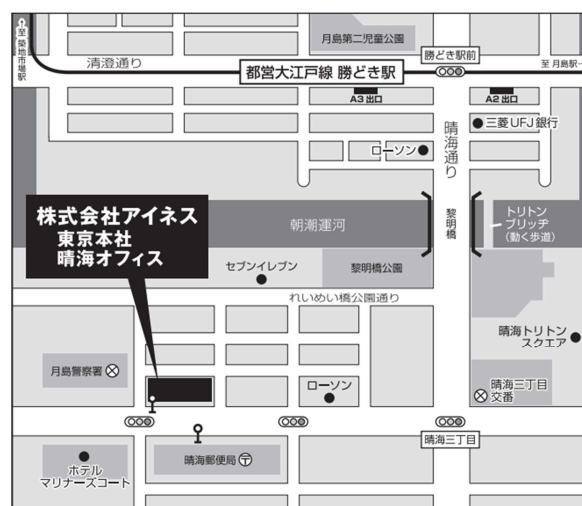 至 築地市場駅
清澄通り
月島第二児童公園
勝どき駅前
都営大江戸線 勝どき駅
至 月島駅→
A3出口
A2出口
三菱UFJ銀行
ローソン
晴海通り
株式会社アイネス
東京本社
晴海オフィス
朝潮運河
黎明橋
トリトン
ブリッヂ
(動く歩道)
セブンイレブン
黎明橋公園
れいめい橋公園通り
晴海トリトン
スクエア
月島警察署
ローソン
晴海三丁目
交番
晴海三丁目
晴海郵便局
ホテル
マリナーズコート